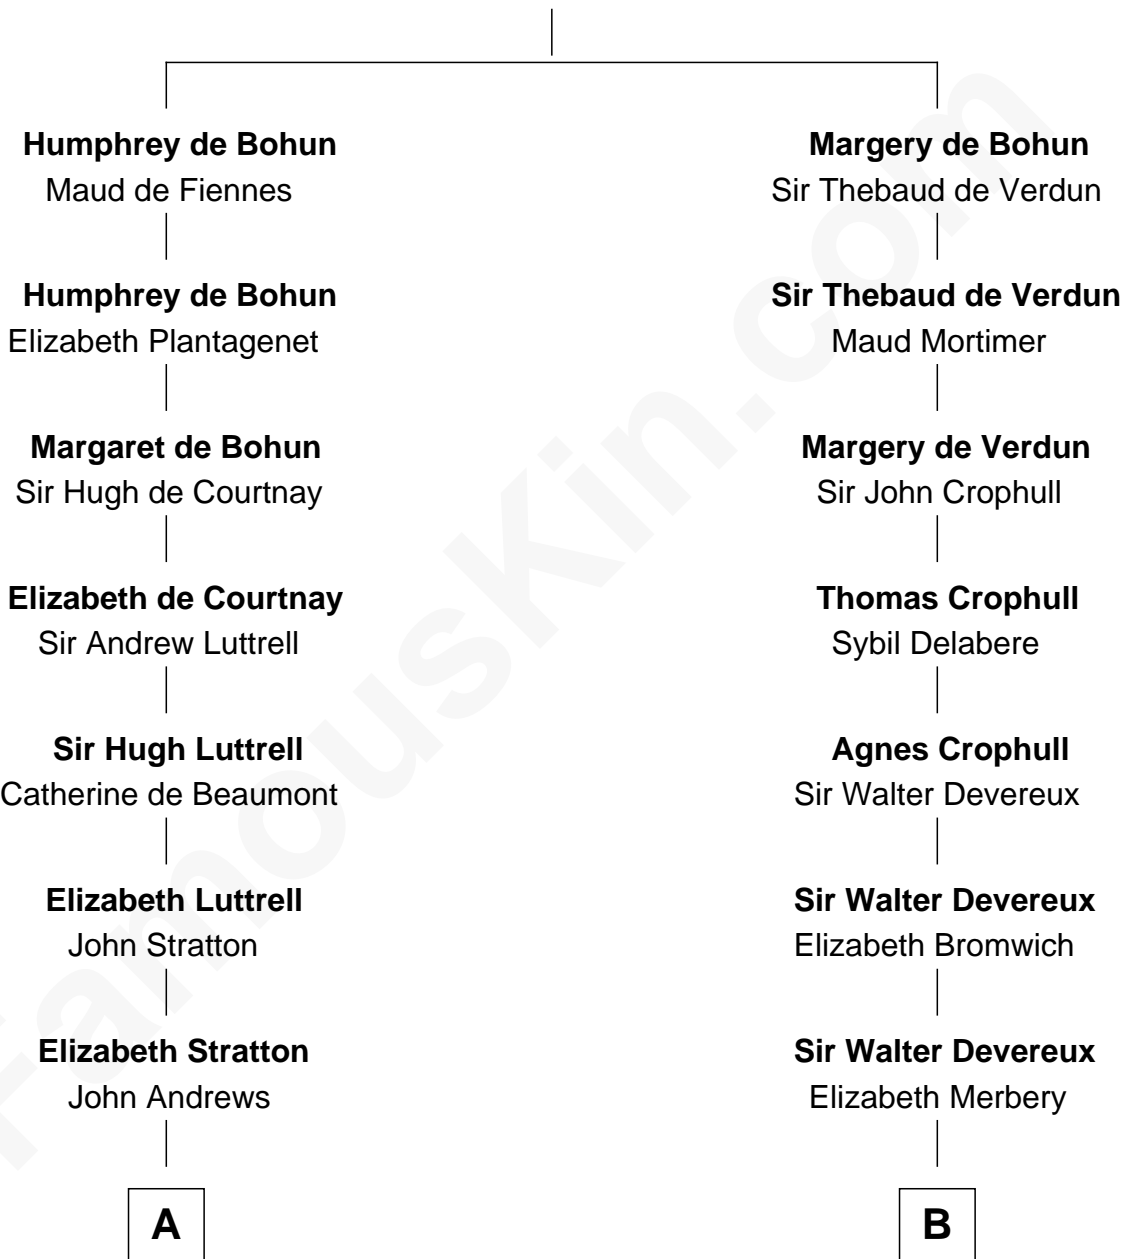 Humphrey de Bohun
Maud de Fiennes
Humphrey de Bohun
Elizabeth Plantagenet
Margaret de Bohun
Sir Hugh de Courtnay
Elizabeth de Courtnay
Sir Andrew Luttrell
Sir Hugh Luttrell
Catherine de Beaumont
Elizabeth Luttrell
John Stratton
Elizabeth Stratton
John Andrews
A
Margery de Bohun
Sir Thebaud de Verdun
Sir Thebaud de Verdun
Maud Mortimer
Margery de Verdun
Sir John Crophull
Thomas Crophull
Sybil Delabere
Agnes Crophull
Sir Walter Devereux
Sir Walter Devereux
Elizabeth Bromwich
Sir Walter Devereux
Elizabeth Merbery
B
FamousKin.com